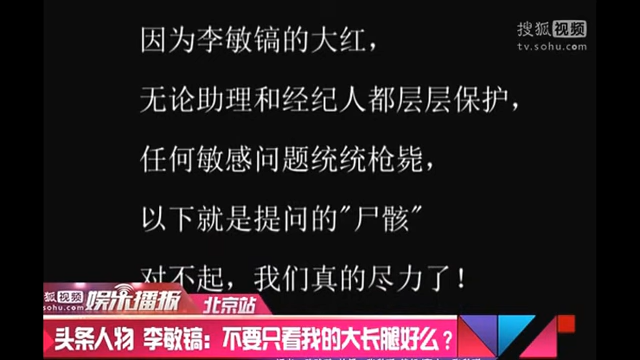 搜狐视频
tv.sohu.com
因为李敏镐的大红，
无论助理和经纪人都层层保护，
任何敏感问题统统枪毙，
以下就是提问的"尸骸"
对不起，我们真的尽力了！
搜狐视频
sohu.com
娱乐播报
北京站
头条人物 李敏镐：不要只看我的大长腿好么？